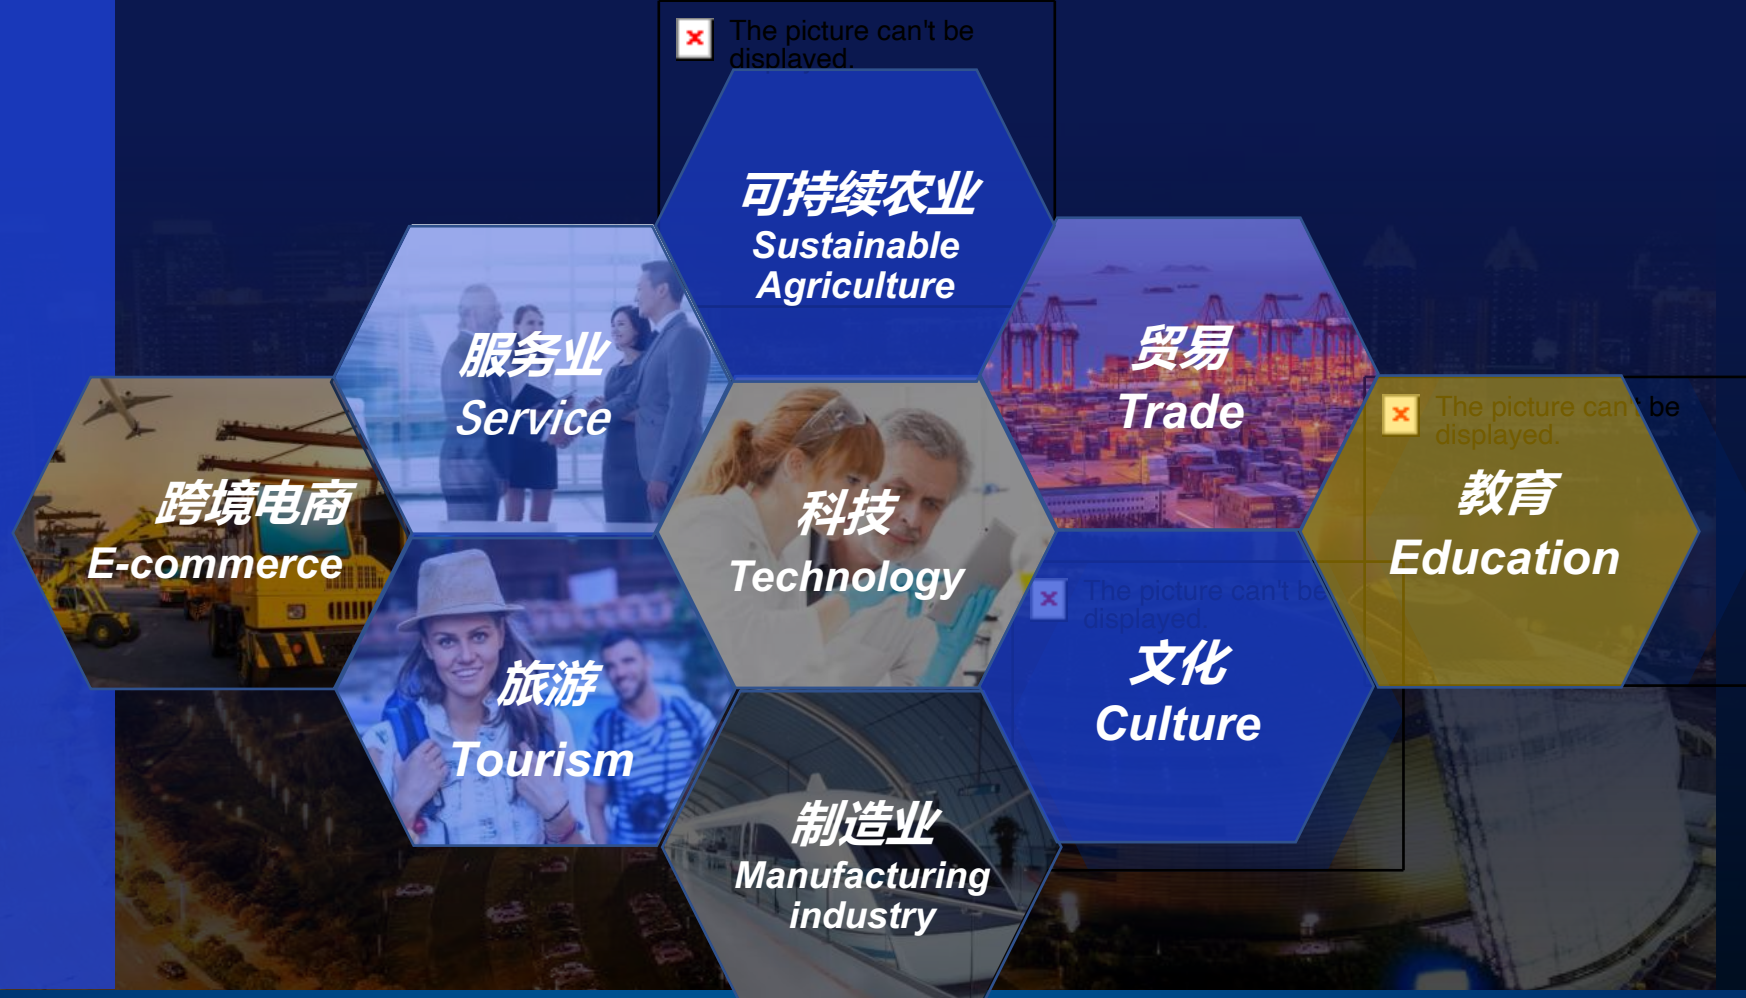 The picture can't be
displayed.
可持续农业
Sustainable
Agriculture
服务业
Service
贸易
Trade
The picture can't be
displayed.
教育
Education
跨境电商
E-commerce
科技
Technology
The picture can't be
displayed.
文化
Culture
旅游
Tourism
制造业
Manufacturing
industry